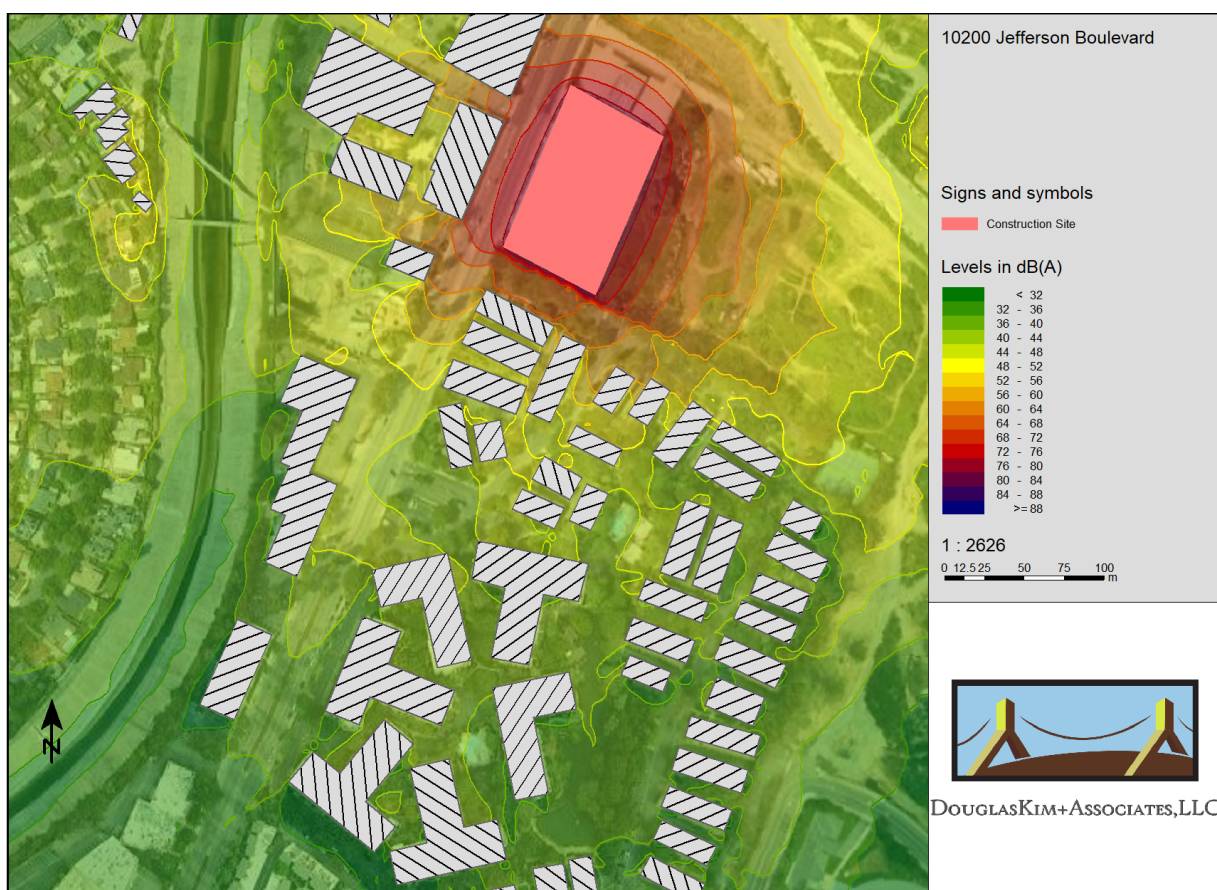 10200 Jefferson Boulevard
Signs and symbols
Construction Site
Levels in dB(A)
< 32
32 - 36
36 - 40
40 - 44
44 - 48
48 - 52
52 - 56
56 - 60
60 - 64
64 - 68
68 - 72
72 - 76
76 - 80
80 - 84
84 - 88
>= 88
1 : 2626
0 12.5 25 50 75 100
m
N
DOUGLASKIM+ASSOCIATES,LLC